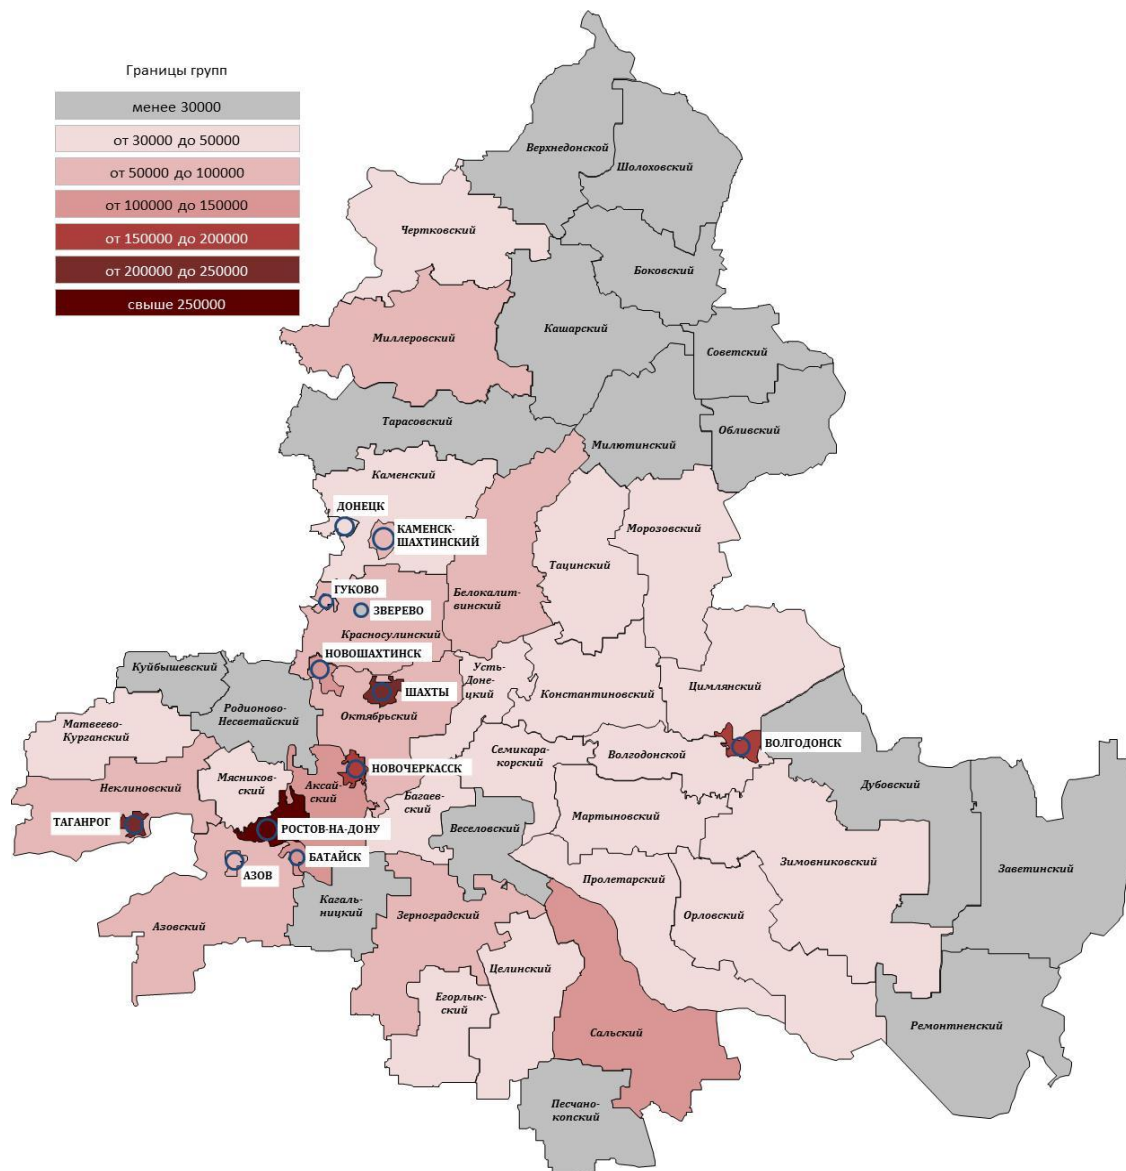 Границы групп
менее 30000
от 30000 до 50000
от 50000 до 100000
от 100000 до 150000
от 150000 до 200000
от 200000 до 250000
свыше 250000
Верхнедонской
Шолоховский
Чертковский
Боковский
Кашарский
Миллеровский
Советский
Тарасовский
Милютинский
Обливский
Каменский
ДОНЕЦК
КАМЕНСК-
ШАХТИНСКИЙ
Морозовский
Тацинский
ГУКОВО
Белокалит-
винский
ЗВЕРЕВО
Красносулинский
НОВОШАХТИНСК
Куйбышевский
Усть-
Донец-
кий
Константиновский
Цимлянский
ШАХТЫ
Родионово-
Несветайский
Октябрьский
Матвеево-
Курганский
ВОЛГОДОНСК
Семикара-
корский
Волгодонской
НОВОЧЕРКАССК
Мясников-
ский
Аксай-
ский
Дубовский
Неклиновский
Багаев-
ский
Мартыновский
ТАГАНРОГ
РОСТОВ-НА-ДОНУ
Веселовский
БАТАЙСК
Зимовниковский
Заветинский
АЗОВ
Пролетарский
Кагаль-
ницкий
Зерноградский
Орловский
Азовский
Целинский
Егорлык-
ский
Сальский
Ремонтненский
Песчано-
копский